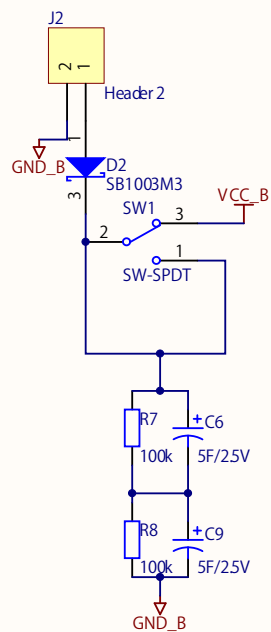 J2
2
1
Header 2
1
GND_B
D2
SB1003M3
3
SW1
VCC_B
3
2
1
SW-SPDT
R7
C6
100k
5F/2.5V
R8
C9
100k
5F/2.5V
GND_B